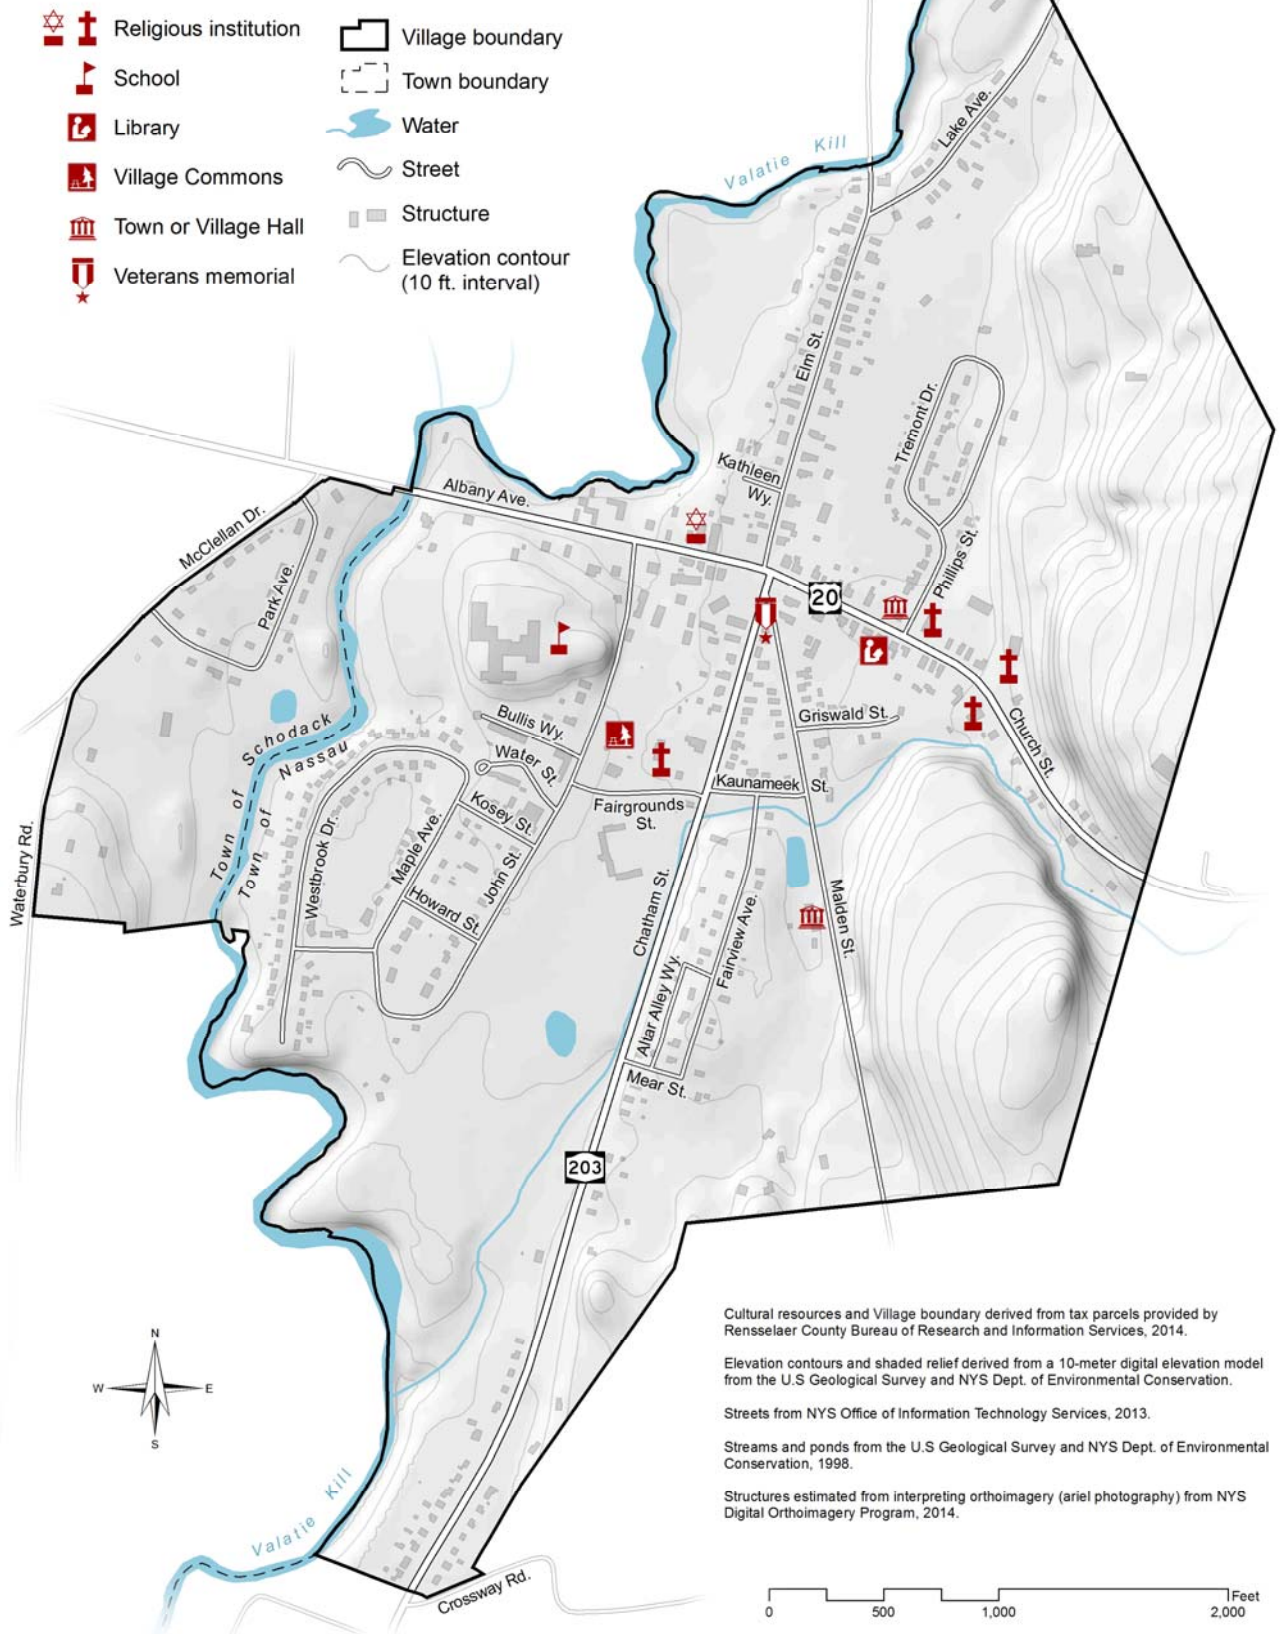 Religious institution
School
Library
Village Commons
Town or Village Hall
Veterans memorial
Village boundary
Town boundary
Water
Street
Structure
Elevation contour
(10 ft. interval)
Valatie Kill
Lake Ave.
Elm St.
Tremont Dr.
Kathleen
Wy.
Albany Ave.
McClellan Dr.
Park Ave.
Phillips St.
20
Bullis Wy.
Griswald St.
Church St.
Town of Schodack
Town of Nassau
Water St.
Kaunameek St.
Fairgrounds
St.
Kosey St.
Westbrook Dr.
Maple Ave.
John St.
Howard St.
Waterbury Rd.
Chatham St.
Fairview Ave.
Malden St.
Altar Alley Wy.
Mear St.
203
N
W
E
S
Valatie Kill
Crossway Rd.
Cultural resources and Village boundary derived from tax parcels provided by
Rensselaer County Bureau of Research and Information Services, 2014.
Elevation contours and shaded relief derived from a 10-meter digital elevation model
from the U.S Geological Survey and NYS Dept. of Environmental Conservation.
Streets from NYS Office of Information Technology Services, 2013.
Streams and ponds from the U.S Geological Survey and NYS Dept. of Environmental
Conservation, 1998.
Structures estimated from interpreting orthoimagery (ariel photography) from NYS
Digital Orthoimagery Program, 2014.
Feet
0 500 1,000 2,000